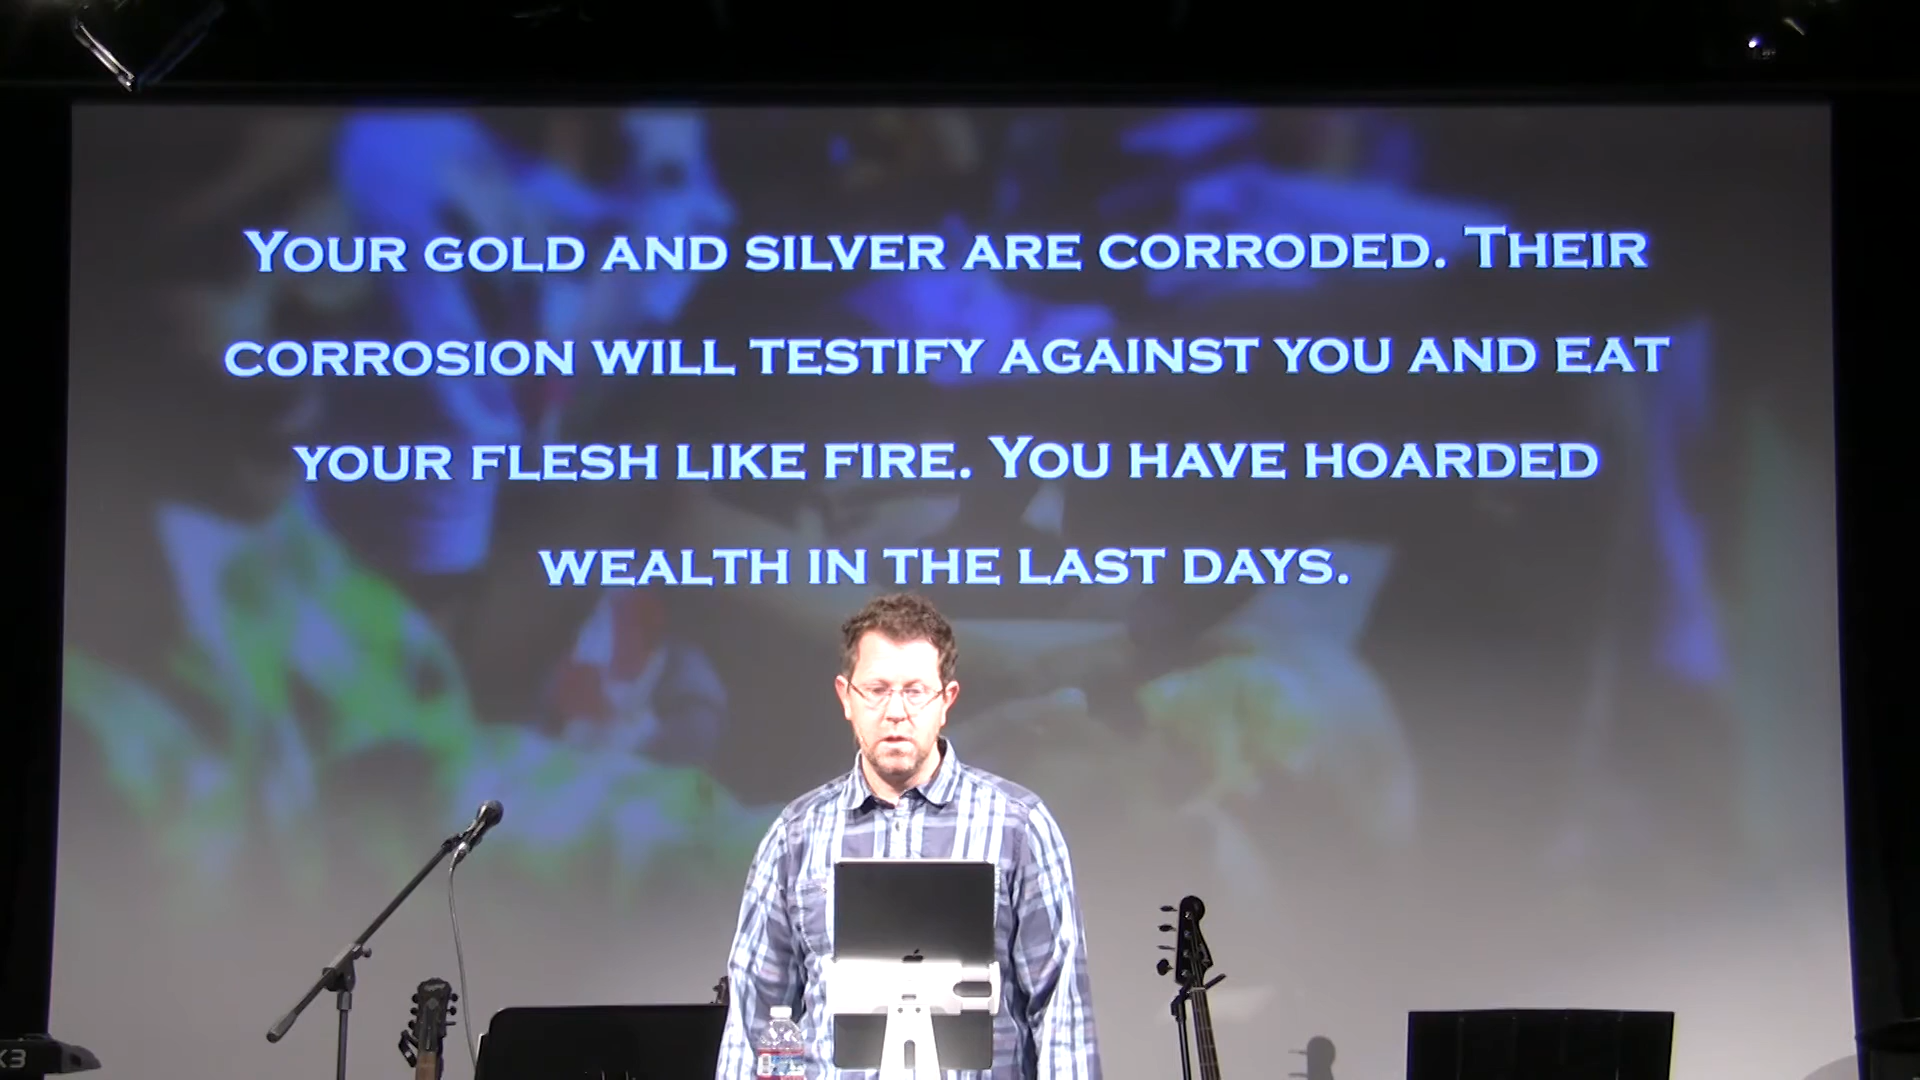 Your gold and silver are corroded. Their
corrosion will testify against you and eat
your flesh like fire. You have hoarded
wealth in the last days.